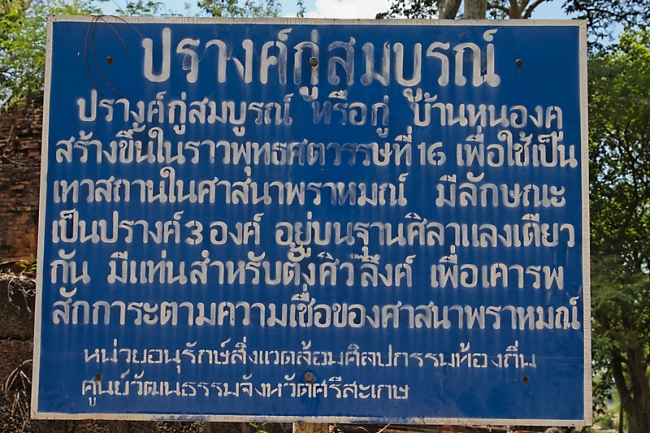 ปรางค์กู่สมบูรณ์
ปรางค์กู่สมบูรณ์ หรือกู่ บ้านหนองคู
สร้างขึ้นในราวพุทธศตวรรษที่ 16 เพื่อใช้เป็น
เทวสถานในศาสนาพราหมณ์ มีลักษณะ
เป็นปรางค์ 3 องค์ อยู่บนฐานศิลาแลงเดียว
กัน มีแท่นสำหรับตั้งศิวลึงค์ เพื่อเคารพ
สักการะตามความเชื่อของศาสนาพราหมณ์
หน่วยอนุรักษ์สิ่งแวดล้อมศิลปกรรมท้องถิ่น
ศูนย์วัฒนธรรมจังหวัดศรีสะเกษ